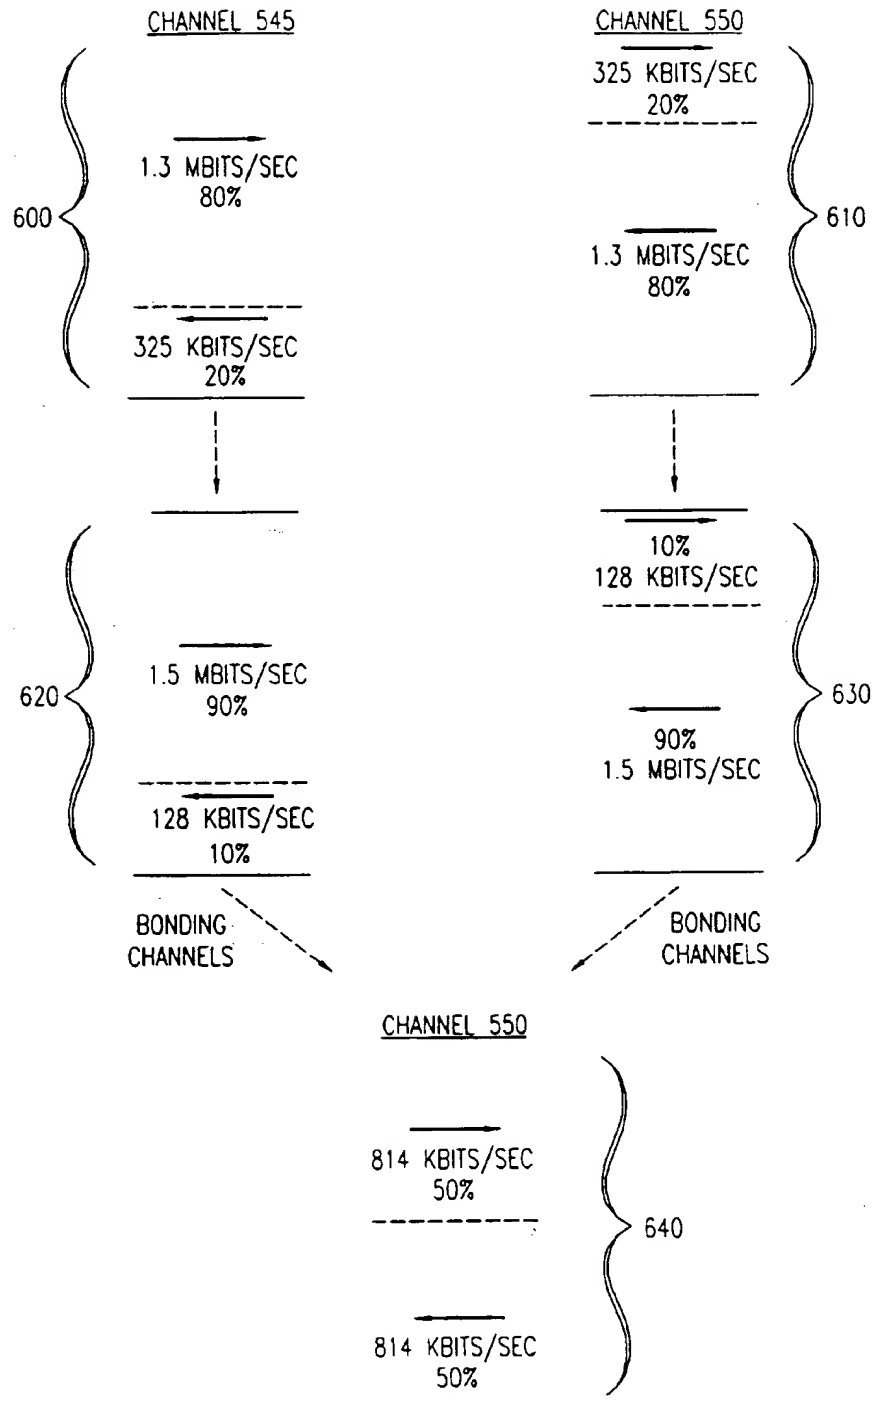 CHANNEL 545
1.3 MBITS/SEC
80%
600
325 KBITS/SEC
20%
CHANNEL 550
325 KBITS/SEC
20%
1.3 MBITS/SEC
80%
610
1.5 MBITS/SEC
90%
620
128 KBITS/SEC
10%
10%
128 KBITS/SEC
90%
1.5 MBITS/SEC
630
BONDING
CHANNELS
BONDING
CHANNELS
CHANNEL 550
814 KBITS/SEC
50%
640
814 KBITS/SEC
50%